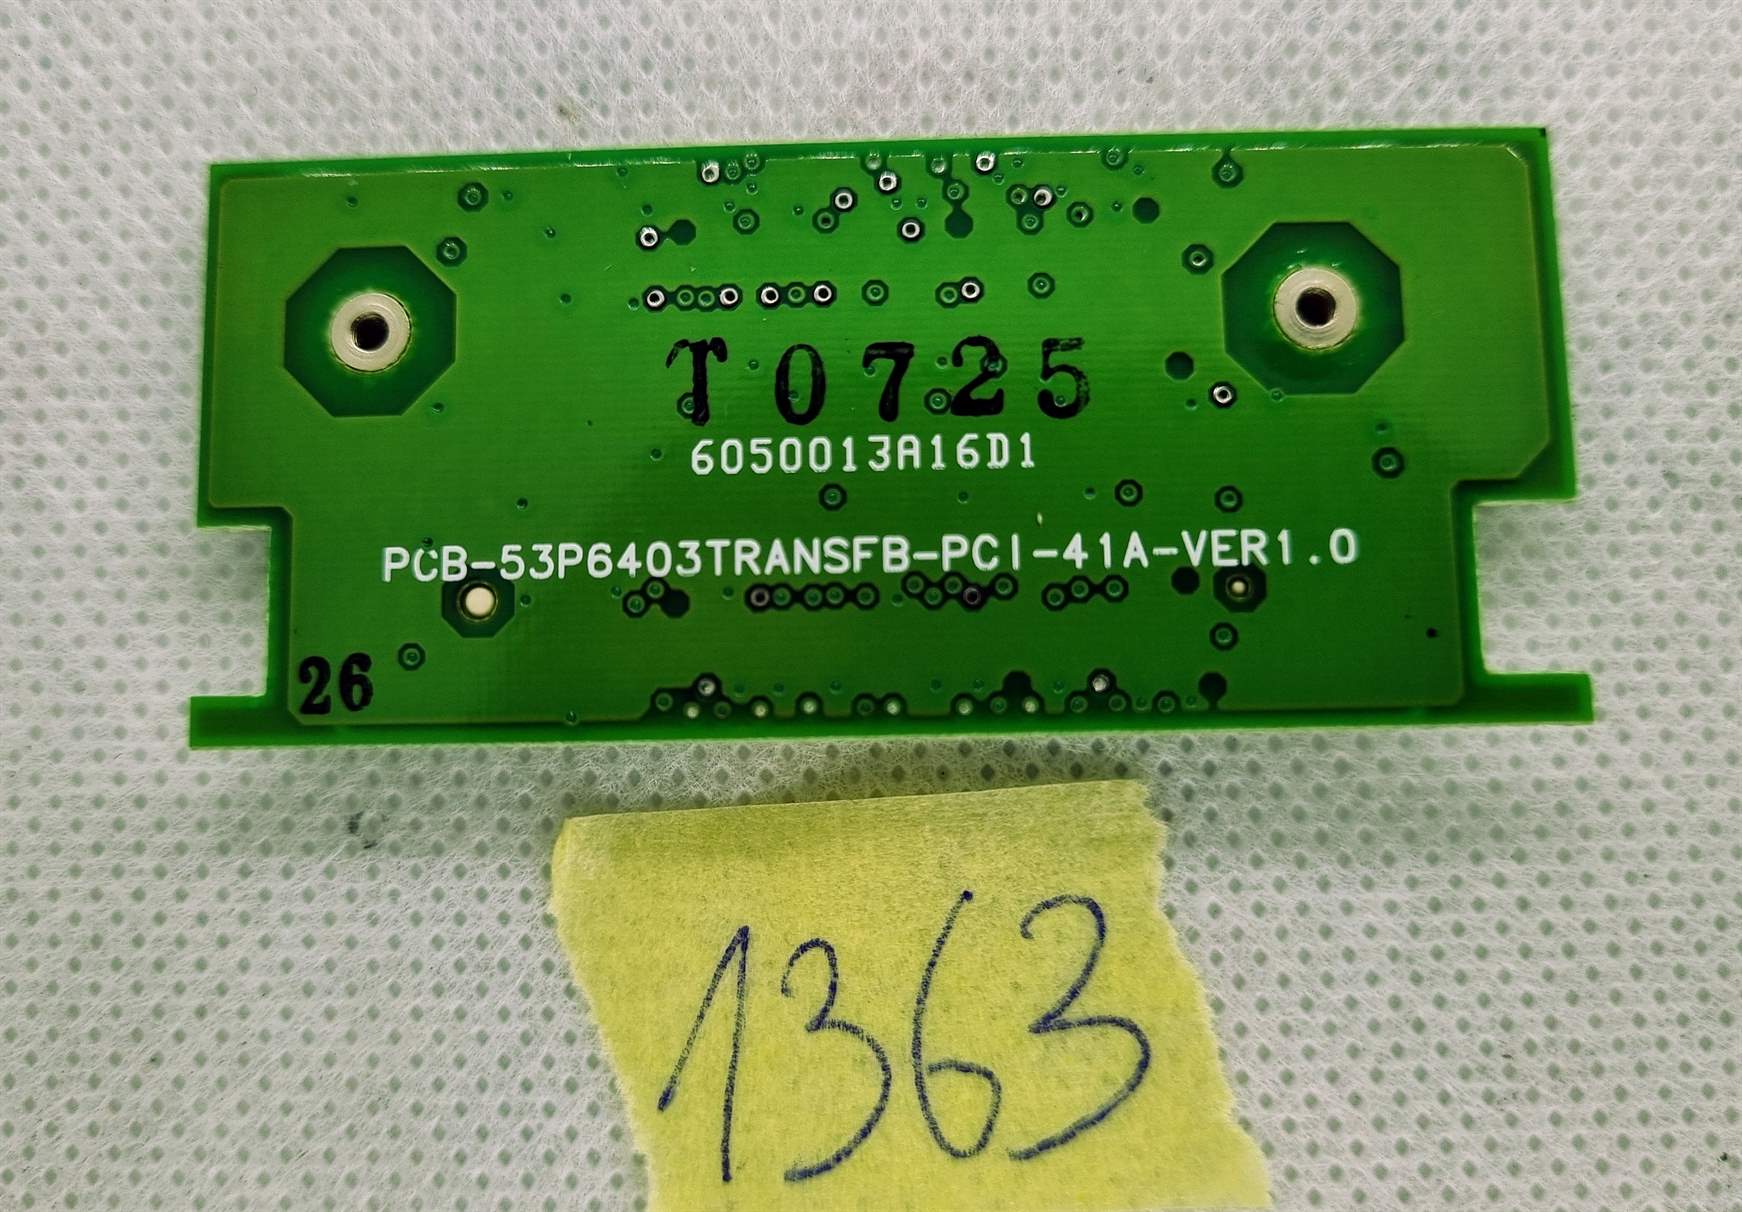 T0725
6050013A16D1
PCB-53P6403TRANSFB-PCI-41A-VER1.0
26
1363